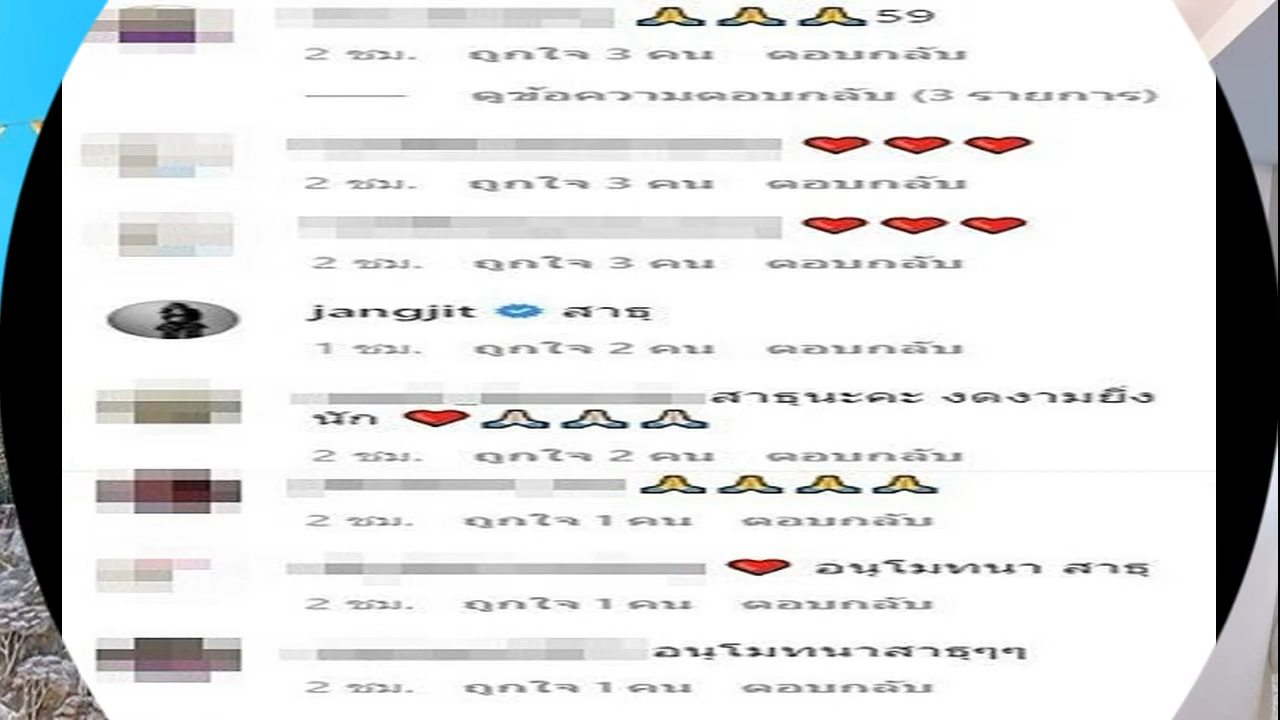 🙏🙏🙏59
2 ชม. ถูกใจ 3 คน ตอบกลับ
ดูข้อความตอบกลับ (3 รายการ)
❤️❤️❤️
2 ชม. ถูกใจ 3 คน ตอบกลับ
❤️❤️❤️
2 ชม. ถูกใจ 3 คน ตอบกลับ
jangjit สาธุ
1 ชม. ถูกใจ 2 คน ตอบกลับ
สาธุนะคะ งดงามยิ่ง
นัก ❤️🙏🏻🙏🏻🙏🏻
2 ชม. ถูกใจ 2 คน ตอบกลับ
🙏🙏🙏🙏
2 ชม. ถูกใจ 1 คน ตอบกลับ
❤️ อนุโมทนา สาธุ
2 ชม. ถูกใจ 1 คน ตอบกลับ
อนุโมทนาสาธุๆๆ
2 ชม. ถูกใจ 1 คน ตอบกลับ